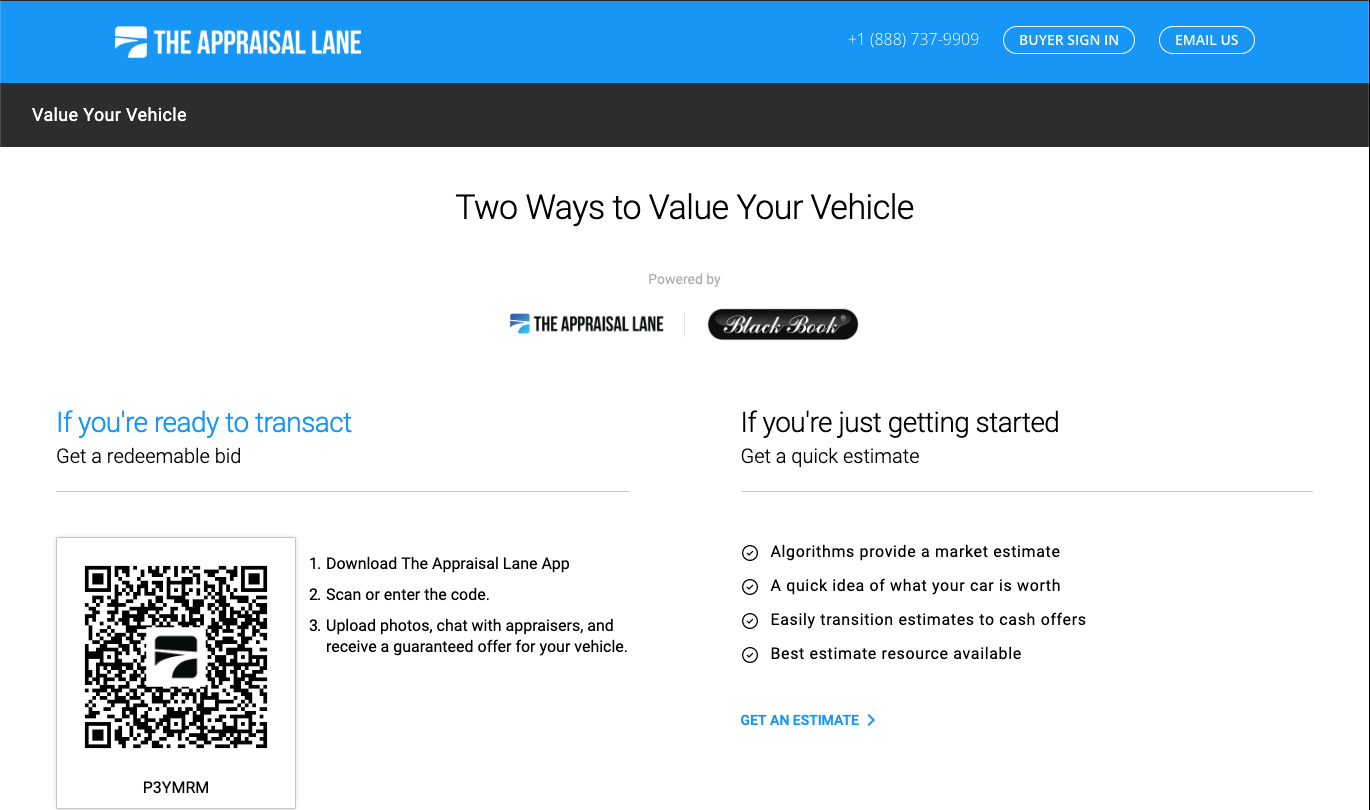 THE APPRAISAL LANE
+1 (888) 737-9909
BUYER SIGN IN
EMAIL US
Value Your Vehicle
Two Ways to Value Your Vehicle
Powered by
THE APPRAISAL LANE
Black Book®
If you're ready to transact
Get a redeemable bid
1. Download The Appraisal Lane App
2. Scan or enter the code.
3. Upload photos, chat with appraisers, and
receive a guaranteed offer for your vehicle.
P3YMRM
If you're just getting started
Get a quick estimate
Algorithms provide a market estimate
A quick idea of what your car is worth
Easily transition estimates to cash offers
Best estimate resource available
GET AN ESTIMATE